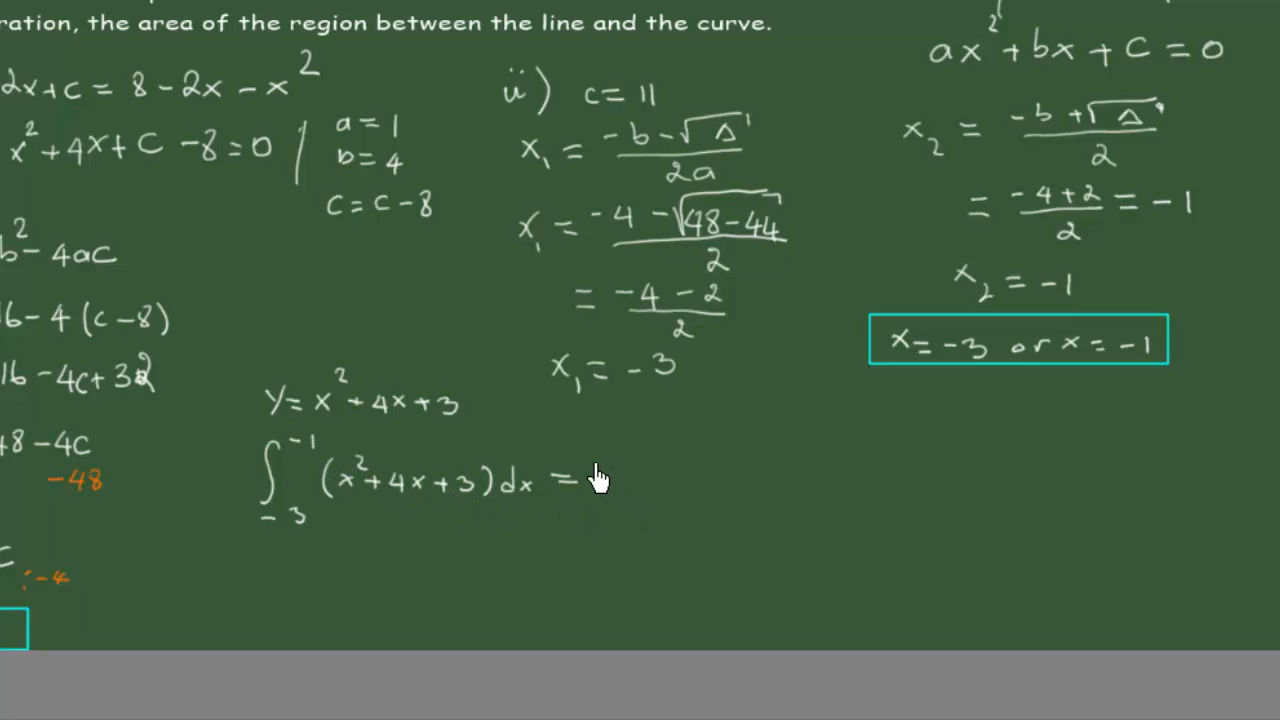 ration, the area of the region between the line and the curve.
2x+c = 8 - 2x - x²
x² + 4x + c - 8 = 0
a = 1
b = 4
c = c - 8
b² - 4ac
16 - 4 (c - 8)
16 - 4c + 32
48 - 4c
-48
c
: -4
ii) c = 11
x₁ = (-b - √Δ)/2a
x₁ = (-4 - √(48-44))/2
= (-4 - 2)/2
x₁ = -3
y = x² + 4x + 3
∫₋₃⁻¹ (x² + 4x + 3) dx =
ax² + bx + c = 0
x₂ = (-b + √Δ)/2
= (-4 + 2)/2 = -1
x₂ = -1
x = -3 or x = -1